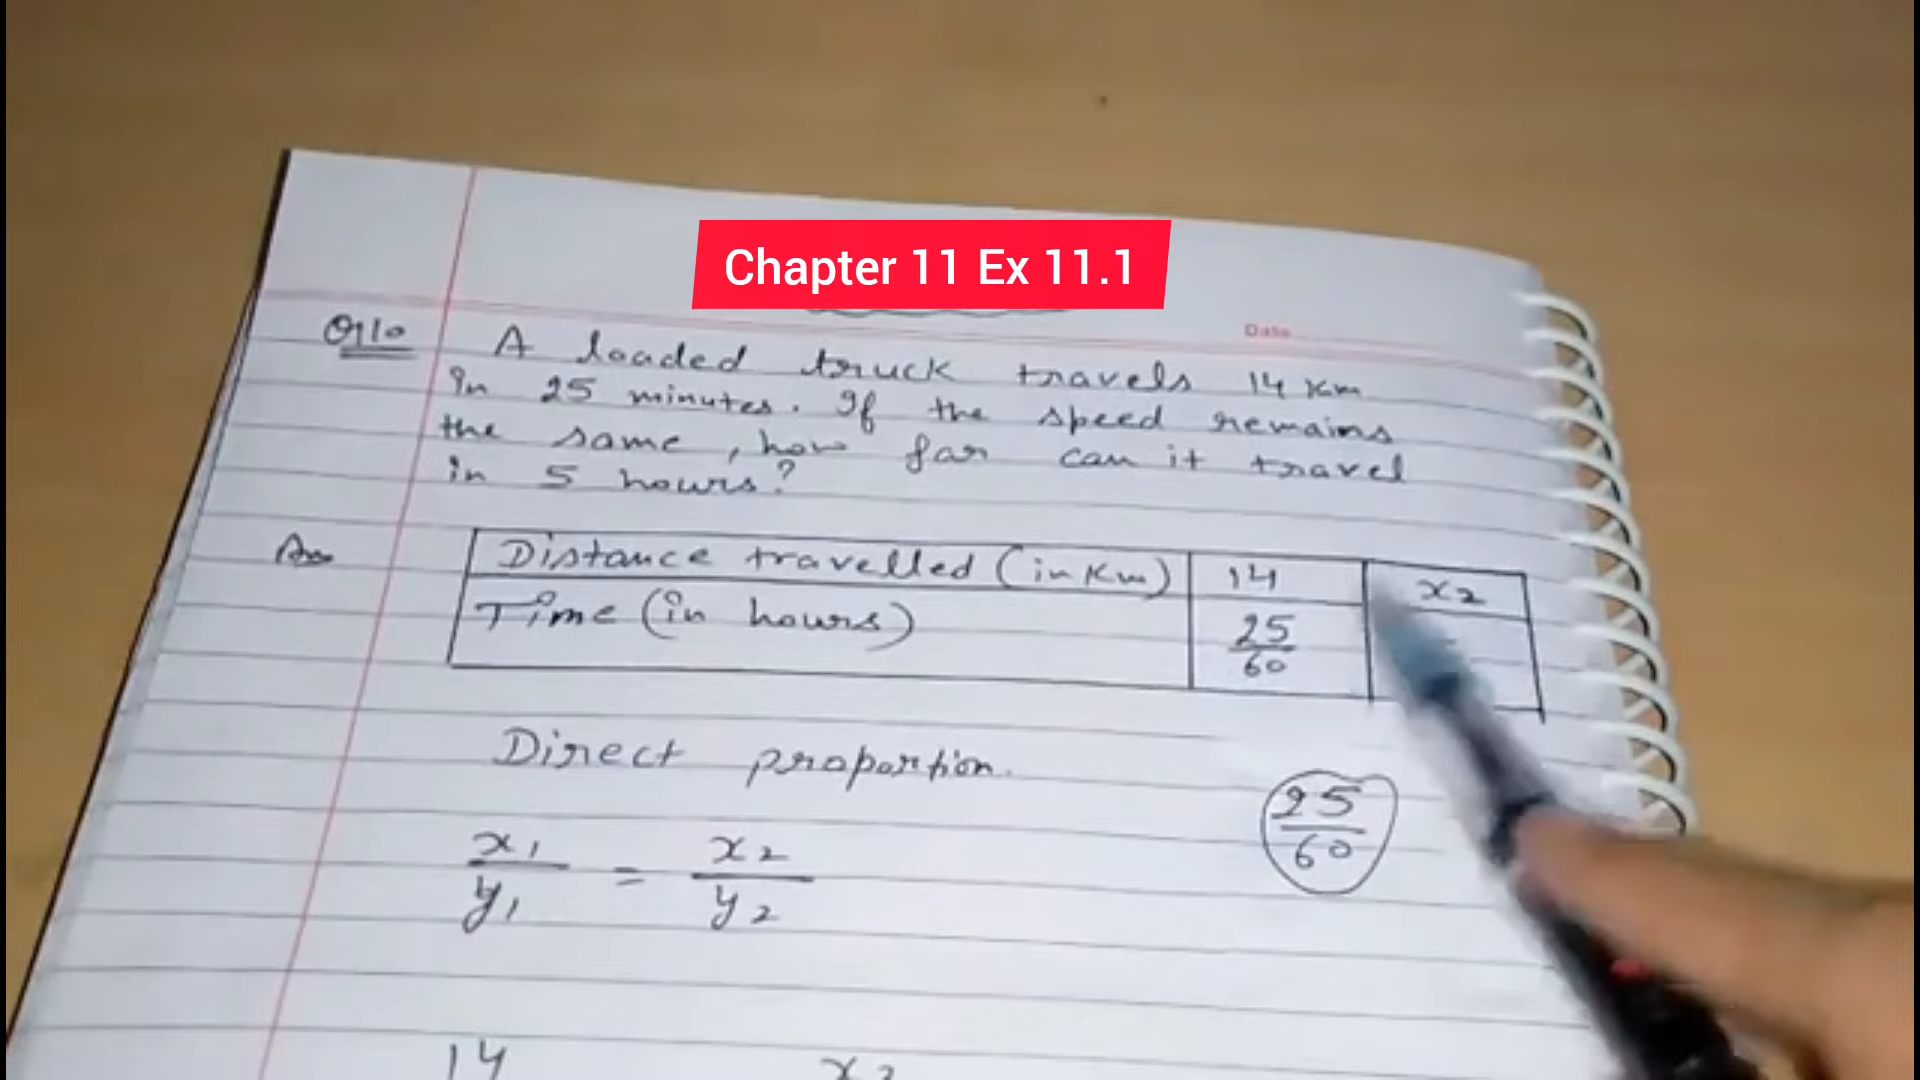 Chapter 11 Ex 11.1
Date
Q110 A loaded truck travels 14 Km
in 25 minutes. If the speed remains
the same, how far can it travel
in 5 hours?
Ans
Distance travelled (in Km) 14 x2
Time (in hours) 25/60
Direct proportion.
25/60
x1/y1 = x2/y2
14 x2